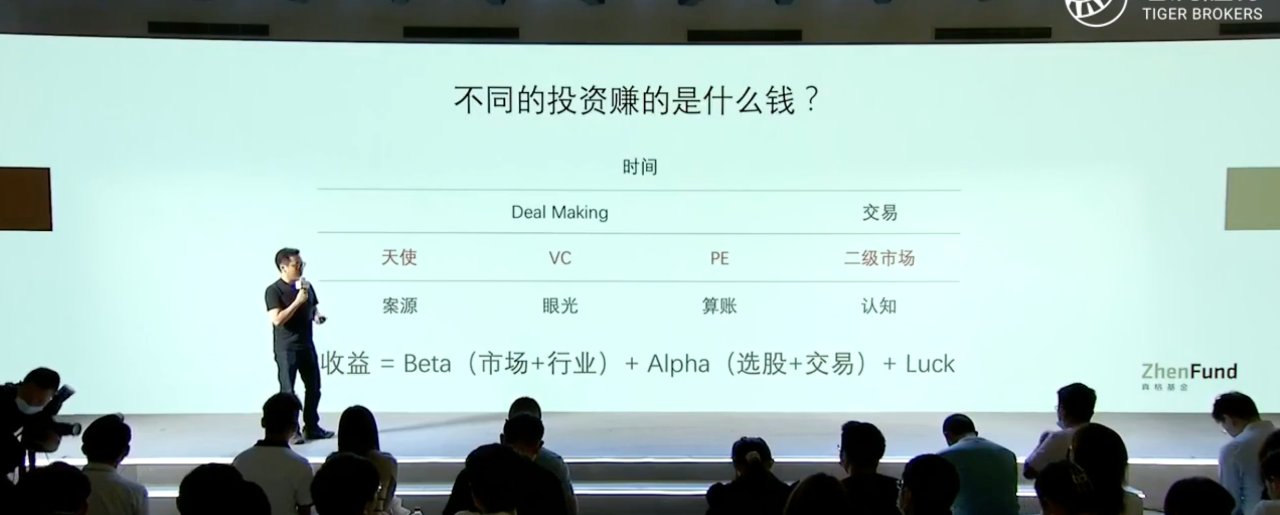 TIGER BROKERS
不同的投资赚的是什么钱？
时间
Deal Making 交易
天使 VC PE 二级市场
案源 眼光 算账 认知
收益 = Beta（市场+行业）+ Alpha（选股+交易）+ Luck
ZhenFund
真格基金